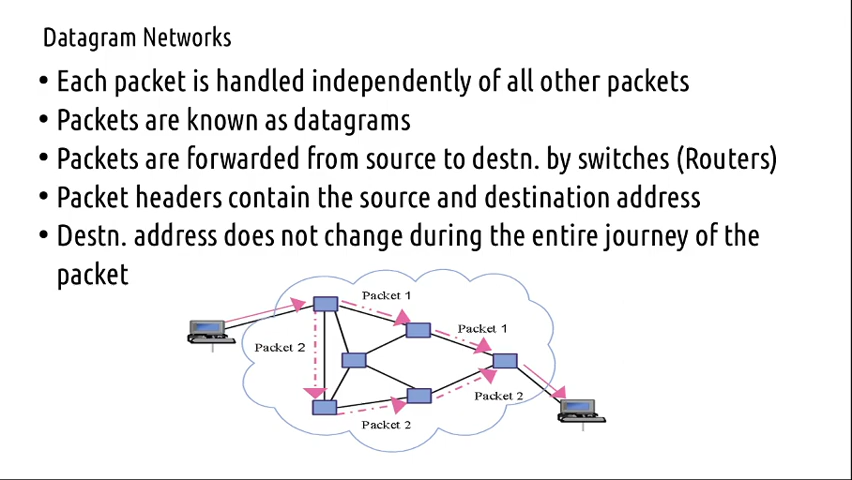 Datagram Networks
• Each packet is handled independently of all other packets
• Packets are known as datagrams
• Packets are forwarded from source to destn. by switches (Routers)
• Packet headers contain the source and destination address
• Destn. address does not change during the entire journey of the
packet
Packet 1
Packet 1
Packet 2
Packet 2
Packet 2